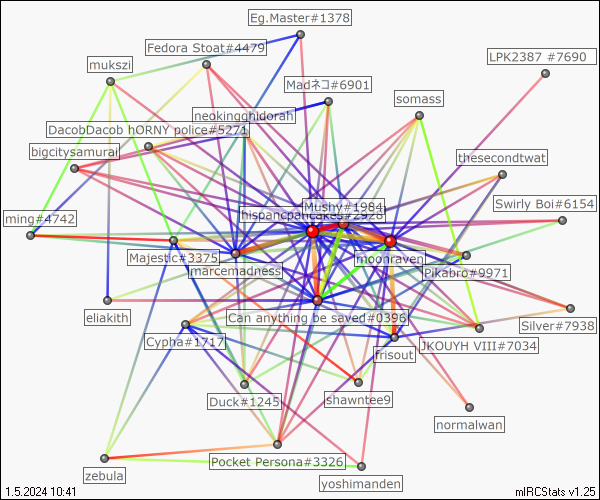 Eg.Master#1378
Fedora Stoat#4479
LPK2387 #7690
mukszi
Madネコ#6901
somass
neokingghidorah
DacobDacob hORNY police#5271
bigcitysamurai
thesecondtwat
Mushy#1984
Swirly Boi#6154
hispancpancakes#2928
ming#4742
Majestic#3375
moonraven
marcemadness
Pikabro#9971
eliakith
Can anything be saved#0396
Silver#7938
Cypha#1717
JKOUYH VIII#7034
frisout
Duck#1245
shawntee9
normalwan
Pocket Persona#3326
zebula
yoshimanden
1.5.2024 10:41
mIRCStats v1.25